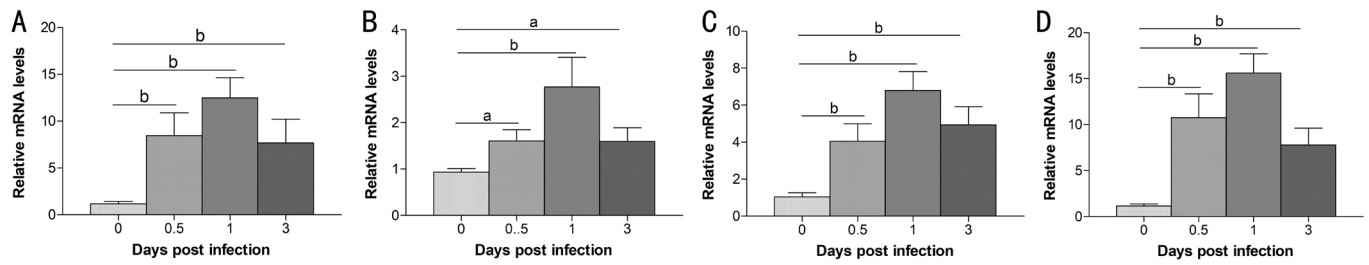 A
Relative mRNA levels
20
15
10
5
0
b
b
b
0 0.5 1 3
Days post infection
B
Relative mRNA levels
4
3
2
1
0
a
b
a
0 0.5 1 3
Days post infection
C
Relative mRNA levels
10
8
6
4
2
0
b
b
b
0 0.5 1 3
Days post infection
D
Relative mRNA levels
20
15
10
5
0
b
b
b
0 0.5 1 3
Days post infection